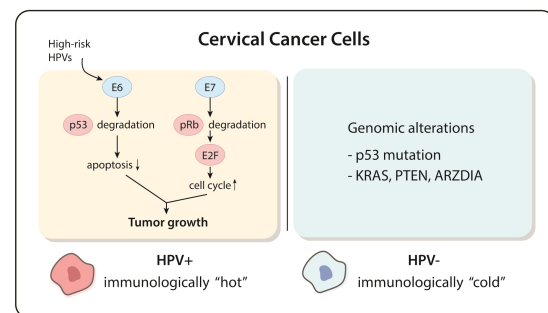 Cervical Cancer Cells
High-risk
HPVs
E6
E7
p53 degradation
pRb degradation
E2F
apoptosis ↓
cell cycle ↑
Tumor growth
Genomic alterations
- p53 mutation
- KRAS, PTEN, ARZDIA
HPV+
immunologically “hot”
HPV-
immunologically “cold”